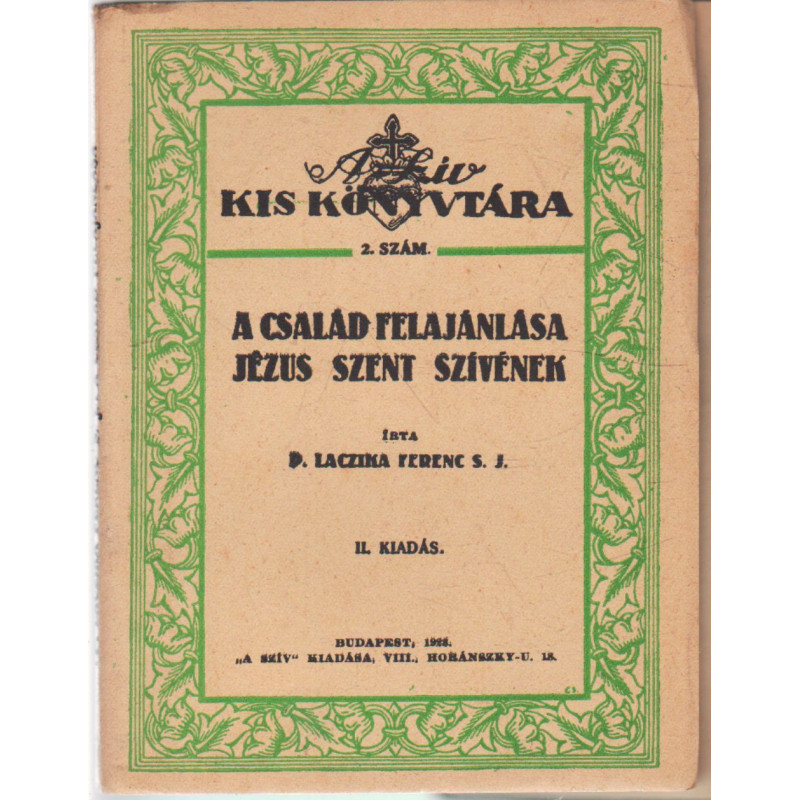 A Szív
KIS KÖNYVTÁRA
2. SZÁM.
A CSALÁD FELAJÁNLÁSA
JÉZUS SZENT SZÍVÉNEK
ÍRTA
P. LACZIKA FERENC S. J.
II. KIADÁS.
BUDAPEST, 1928.
„A SZÍV“ KIADÁSA, VIII., HORÁNSZKY-U. 18.